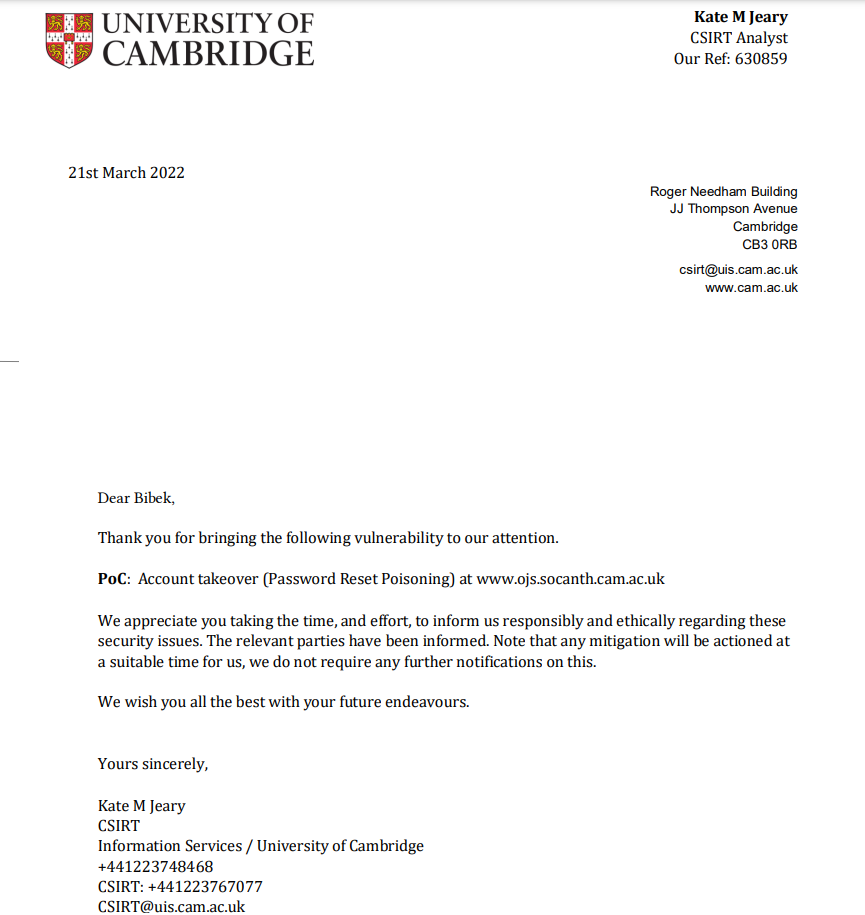 UNIVERSITY OF
CAMBRIDGE
Kate M Jeary
CSIRT Analyst
Our Ref: 630859
21st March 2022
Roger Needham Building
JJ Thompson Avenue
Cambridge
CB3 0RB
csirt@uis.cam.ac.uk
www.cam.ac.uk
Dear Bibek,
Thank you for bringing the following vulnerability to our attention.
PoC: Account takeover (Password Reset Poisoning) at www.ojs.socanth.cam.ac.uk
We appreciate you taking the time, and effort, to inform us responsibly and ethically regarding these
security issues. The relevant parties have been informed. Note that any mitigation will be actioned at
a suitable time for us, we do not require any further notifications on this.
We wish you all the best with your future endeavours.
Yours sincerely,
Kate M Jeary
CSIRT
Information Services / University of Cambridge
+441223748468
CSIRT: +441223767077
CSIRT@uis.cam.ac.uk